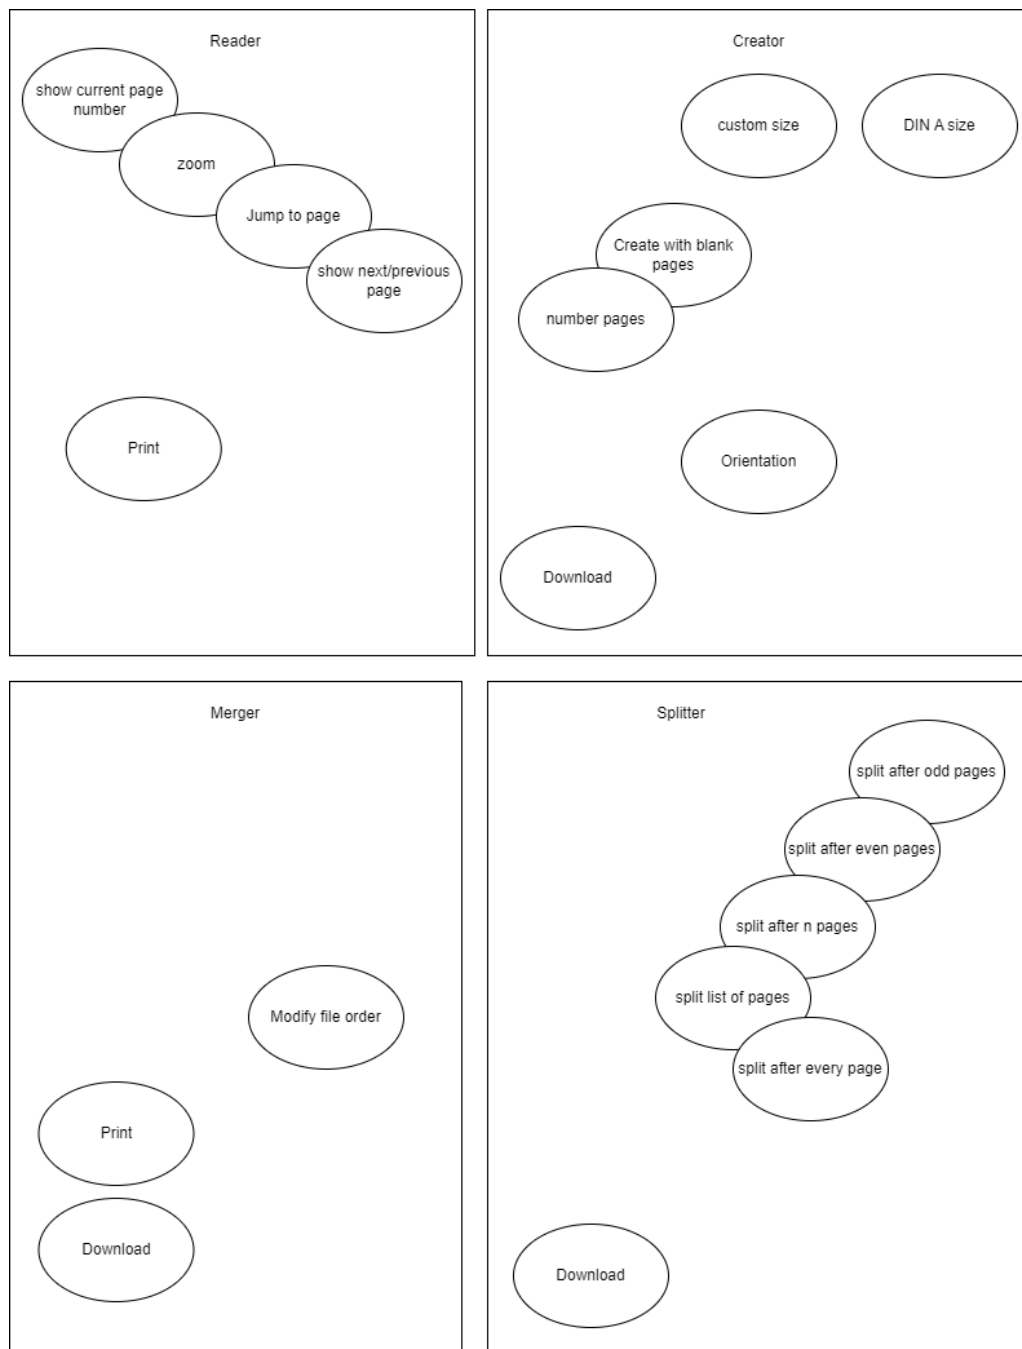 Reader
show current page
number
zoom
Jump to page
show next/previous
page
Print
Creator
custom size
DIN A size
Create with blank
pages
number pages
Orientation
Download
Merger
Modify file order
Print
Download
Splitter
split after odd pages
split after even pages
split after n pages
split list of pages
split after every page
Download